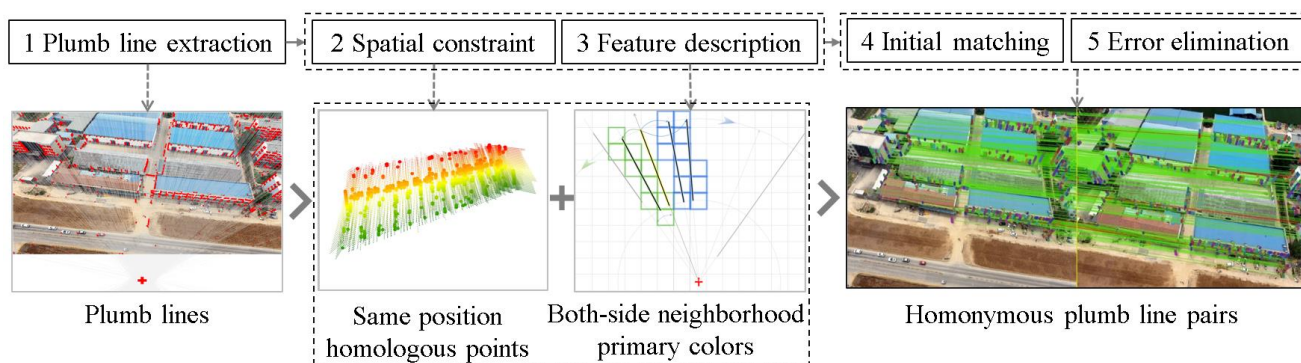 1 Plumb line extraction
2 Spatial constraint
3 Feature description
4 Initial matching
5 Error elimination
Plumb lines
Same position
homologous points
Both-side neighborhood
primary colors
Homonymous plumb line pairs